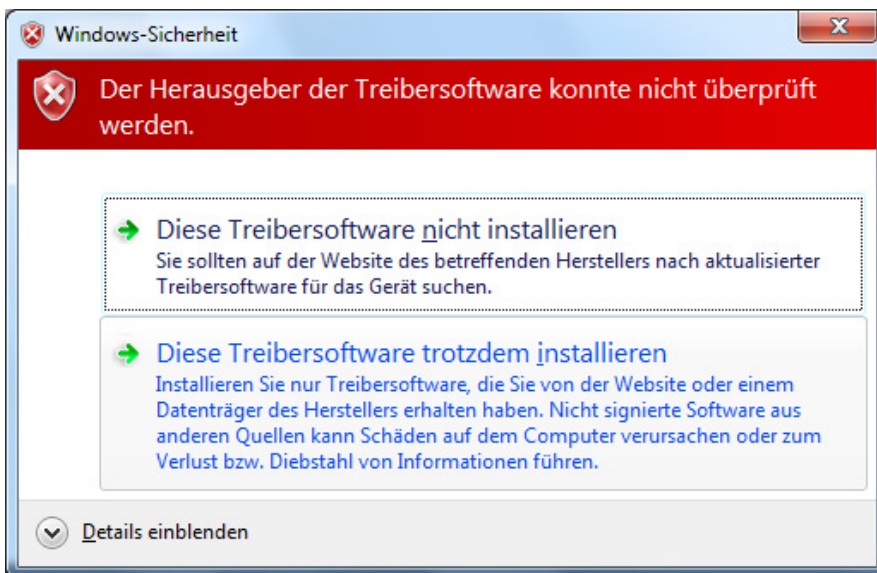 Windows-Sicherheit
Der Herausgeber der Treibersoftware konnte nicht überprüft
werden.
Diese Treibersoftware nicht installieren
Sie sollten auf der Website des betreffenden Herstellers nach aktualisierter
Treibersoftware für das Gerät suchen.
Diese Treibersoftware trotzdem installieren
Installieren Sie nur Treibersoftware, die Sie von der Website oder einem
Datenträger des Herstellers erhalten haben. Nicht signierte Software aus
anderen Quellen kann Schäden auf dem Computer verursachen oder zum
Verlust bzw. Diebstahl von Informationen führen.
Details einblenden